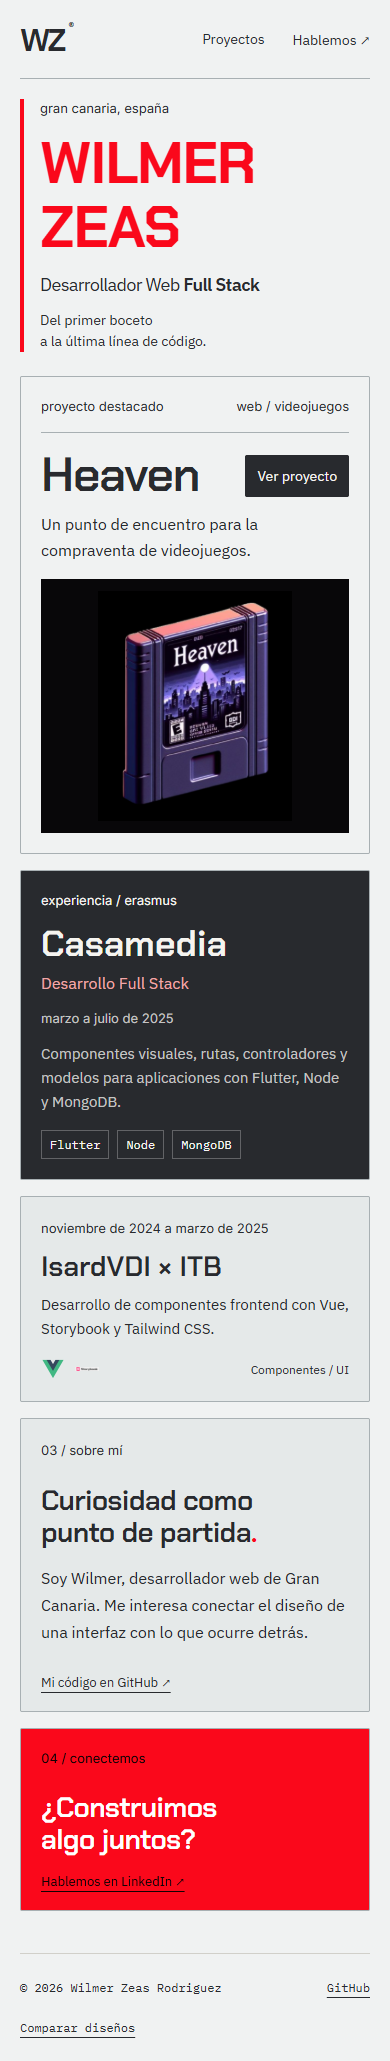 WZ®
Proyectos
Hablemos ↗
gran canaria, españa
WILMER
ZEAS
Desarrollador Web Full Stack
Del primer boceto
a la última línea de código.
proyecto destacado
web / videojuegos
Heaven
Ver proyecto
Un punto de encuentro para la
compraventa de videojuegos.
Heaven
experiencia / erasmus
Casamedia
Desarrollo Full Stack
marzo a julio de 2025
Componentes visuales, rutas, controladores y
modelos para aplicaciones con Flutter, Node
y MongoDB.
Flutter
Node
MongoDB
noviembre de 2024 a marzo de 2025
IsardVDI × ITB
Desarrollo de componentes frontend con Vue,
Storybook y Tailwind CSS.
Componentes / UI
03 / sobre mí
Curiosidad como
punto de partida.
Soy Wilmer, desarrollador web de Gran
Canaria. Me interesa conectar el diseño de
una interfaz con lo que ocurre detrás.
Mi código en GitHub ↗
04 / conectemos
¿Construimos
algo juntos?
Hablemos en LinkedIn ↗
© 2026 Wilmer Zeas Rodriguez
GitHub
Comparar diseños